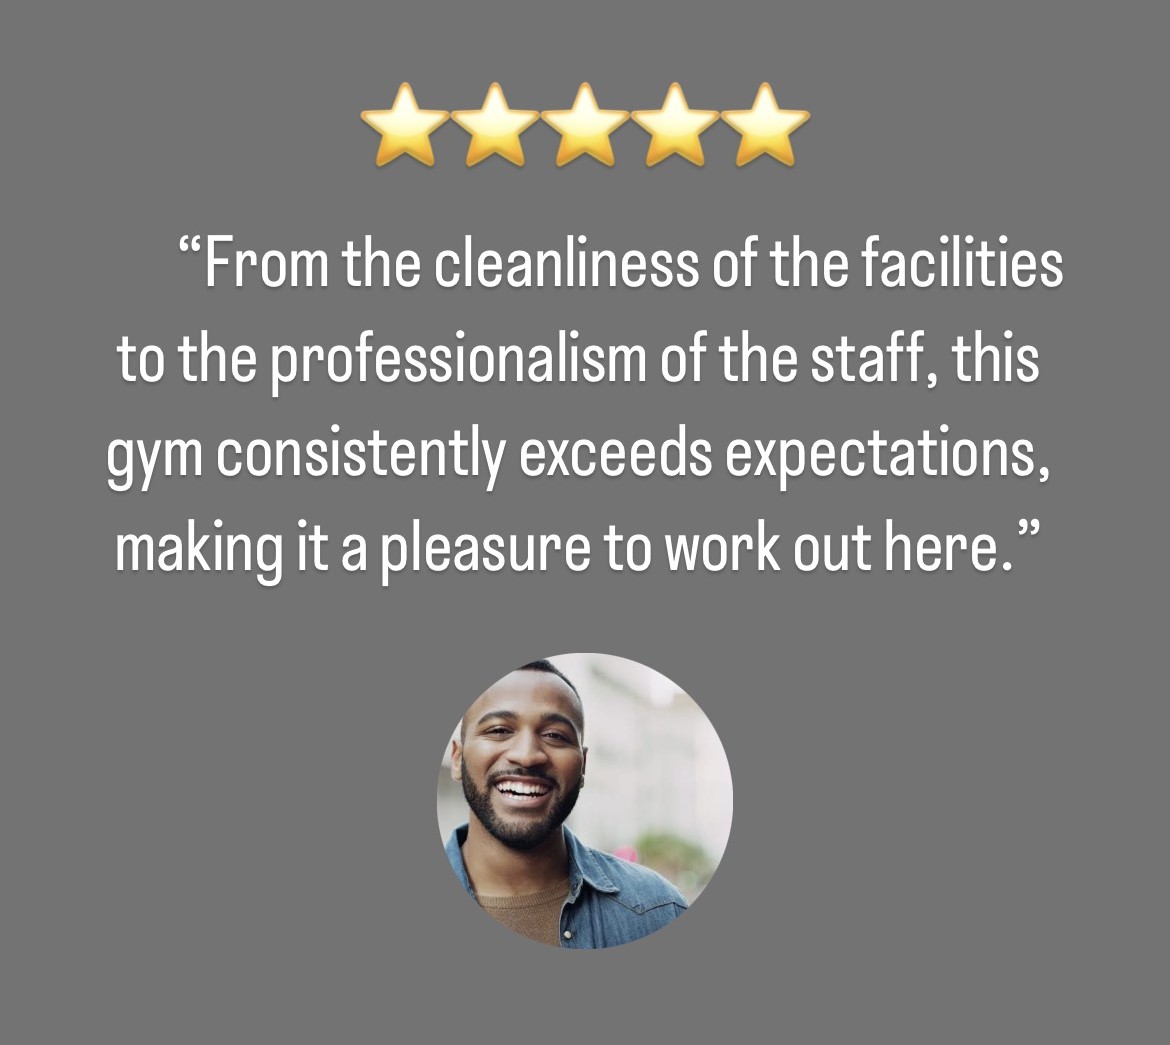 ⭐⭐⭐⭐⭐
“From the cleanliness of the facilities
to the professionalism of the staff, this
gym consistently exceeds expectations,
making it a pleasure to work out here.”